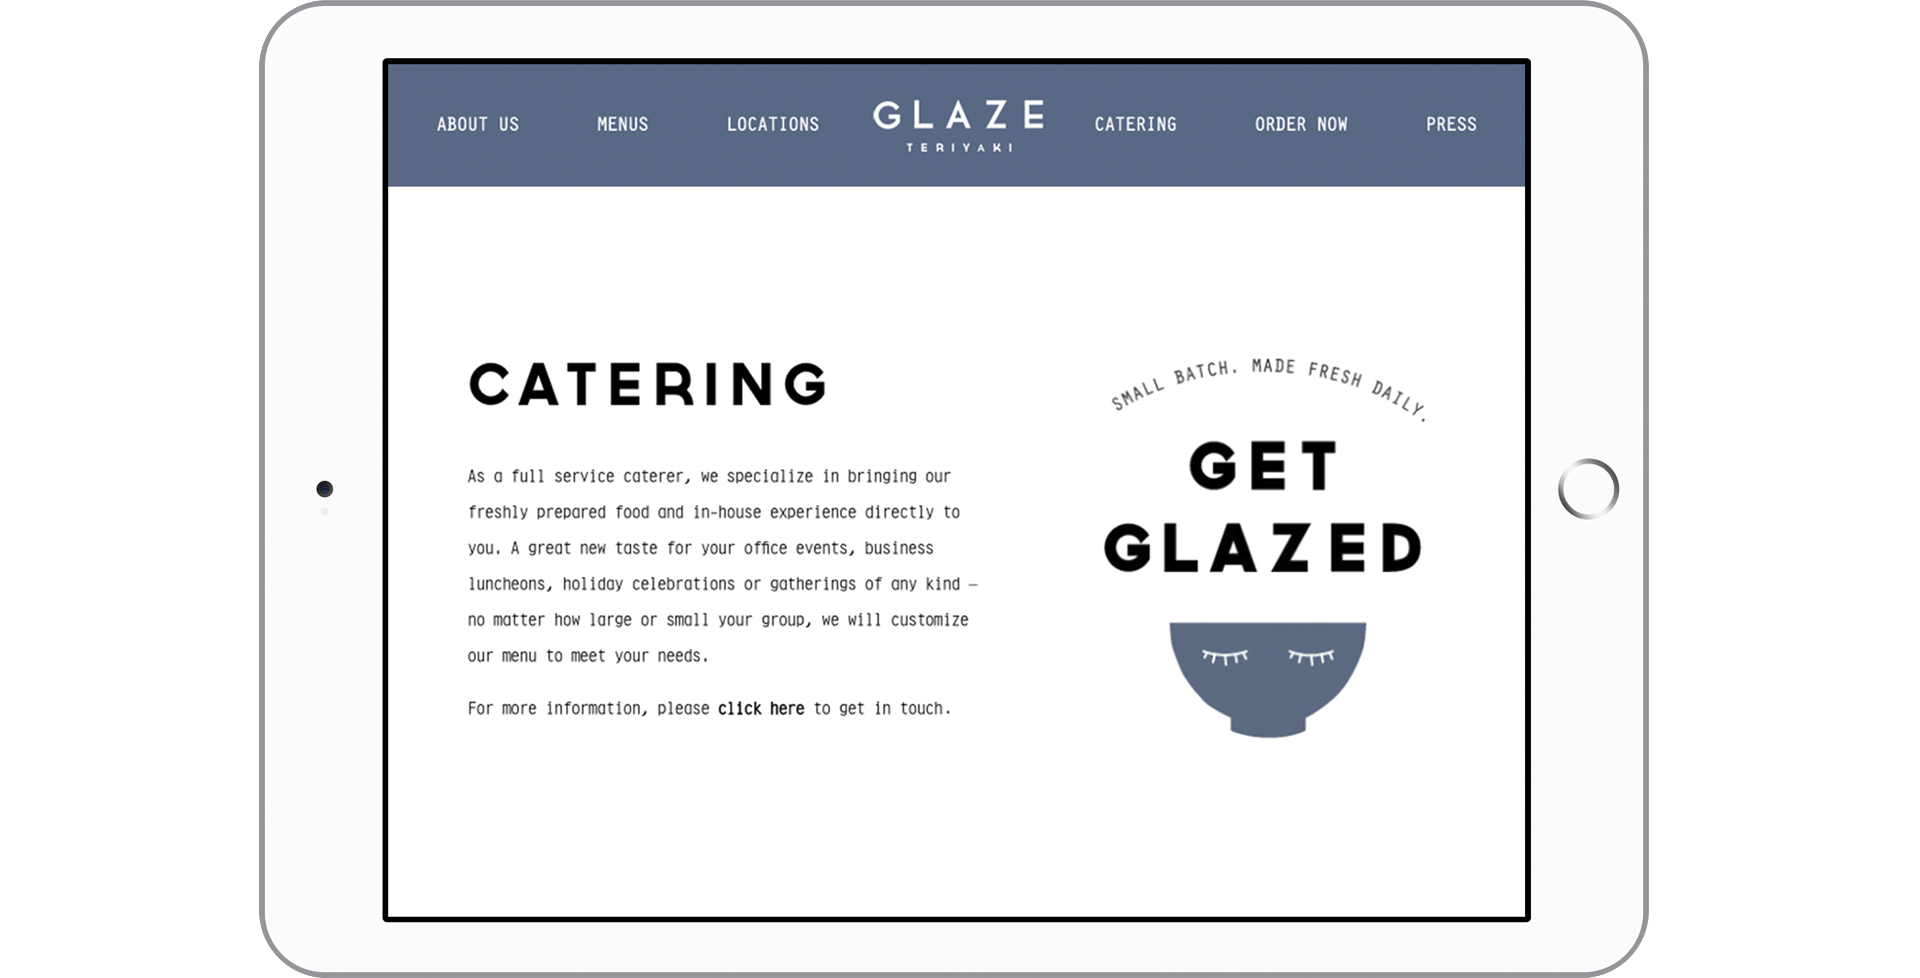 ABOUT US MENUS LOCATIONS GLAZE CATERING ORDER NOW PRESS
TERIYAKI
CATERING
As a full service caterer, we specialize in bringing our
freshly prepared food and in-house experience directly to
you. A great new taste for your office events, business
luncheons, holiday celebrations or gatherings of any kind –
no matter how large or small your group, we will customize
our menu to meet your needs.
For more information, please click here to get in touch.
SMALL BATCH. MADE FRESH DAILY.
GET
GLAZED